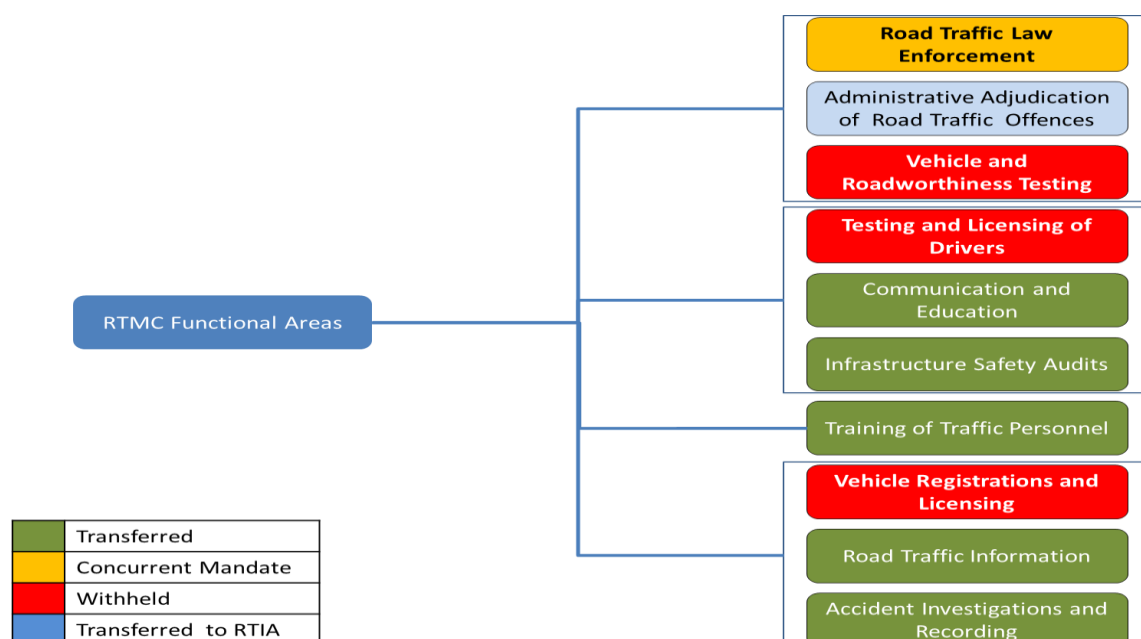 Road Traffic Law
Enforcement
Administrative Adjudication
of Road Traffic Offences
Vehicle and
Roadworthiness Testing
Testing and Licensing of
Drivers
Communication and
Education
RTMC Functional Areas
Infrastructure Safety Audits
Training of Traffic Personnel
Vehicle Registrations and
Licensing
Road Traffic Information
Accident Investigations and
Recording
Transferred
Concurrent Mandate
Withheld
Transferred to RTIA